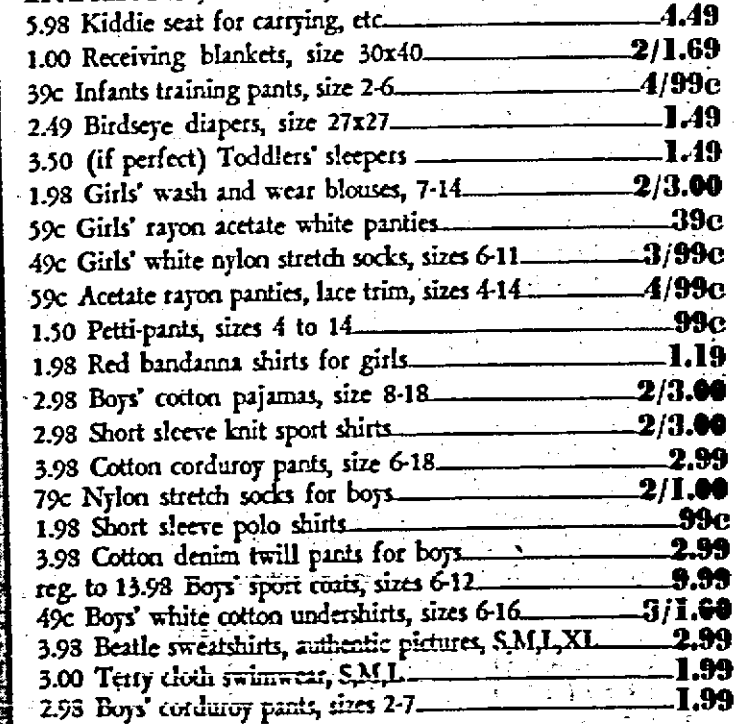 5.98 Kiddie seat for carrying, etc. 4.49
1.00 Receiving blankets, size 30x40 2/1.69
39c Infants training pants, size 2-6 4/99c
2.49 Birdseye diapers, size 27x27 1.49
3.50 (if perfect) Toddlers' sleepers 1.49
1.98 Girls' wash and wear blouses, 7-14 2/3.00
59c Girls' rayon acetate white panties 39c
49c Girls' white nylon stretch socks, sizes 6-11 3/99c
59c Acetate rayon panties, lace trim, sizes 4-14 4/99c
1.50 Petti-pants, sizes 4 to 14 99c
1.98 Red bandanna shirts for girls 1.19
2.98 Boys' cotton pajamas, size 8-18 2/3.00
2.98 Short sleeve knit sport shirts 2/3.00
3.98 Cotton corduroy pants, size 6-18 2.99
79c Nylon stretch socks for boys 2/1.00
1.98 Short sleeve polo shirts 99c
3.98 Cotton denim twill pants for boys 2.99
reg. to 13.98 Boys' sport coats, sizes 6-12 9.99
49c Boys' white cotton undershirts, sizes 6-16
3.98 Beatle sweatshirts, authentic pictures, S,M,L,XL 2.99
3.00 Terry cloth swimwear, S,M,L 1.99
2.98 Boys' corduroy pants, sizes 2-7 1.99